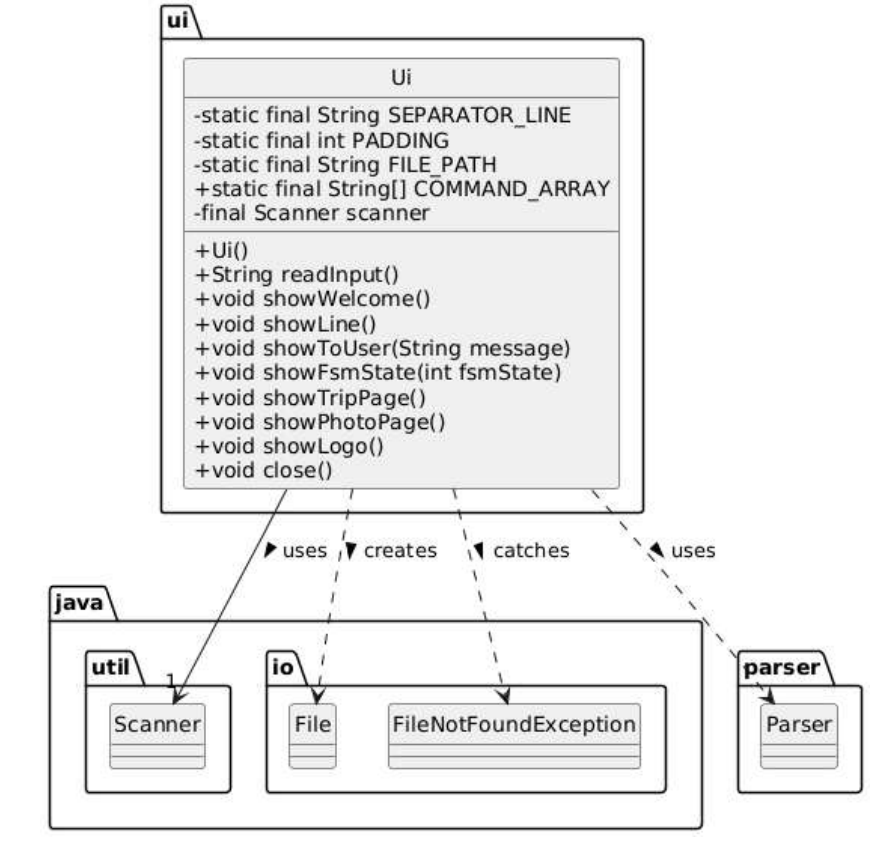 ui
Ui
-static final String SEPARATOR_LINE
-static final int PADDING
-static final String FILE_PATH
+static final String[] COMMAND_ARRAY
-final Scanner scanner
+Ui()
+String readInput()
+void showWelcome()
+void showLine()
+void showToUser(String message)
+void showFsmState(int fsmState)
+void showTripPage()
+void showPhotoPage()
+void showLogo()
+void close()
uses
creates
catches
uses
java
util
1
Scanner
io
File
FileNotFoundException
parser
Parser